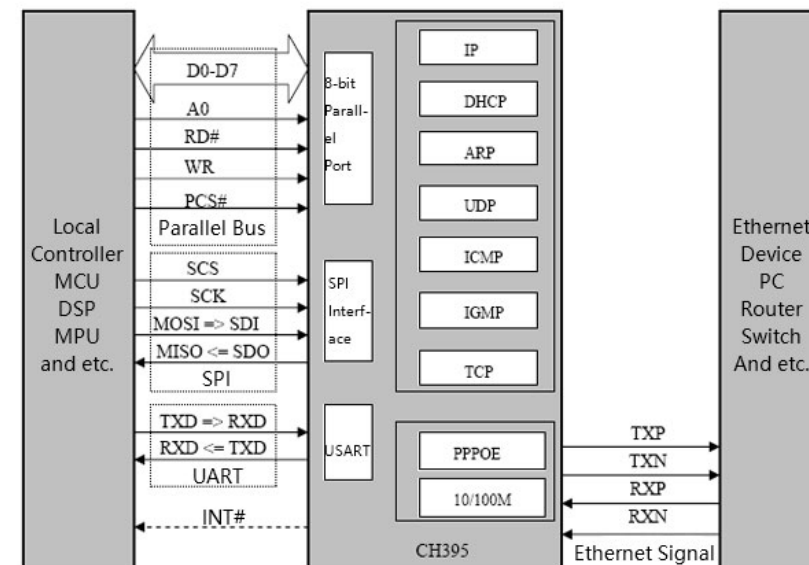 Local
Controller
MCU
DSP
MPU
and etc.
D0-D7
A0
RD#
WR
PCS#
Parallel Bus
SCS
SCK
MOSI => SDI
MISO <= SDO
SPI
TXD => RXD
RXD <= TXD
UART
INT#
8-bit
Parall-
el
Port
SPI
Interf-
ace
USART
IP
DHCP
ARP
UDP
ICMP
IGMP
TCP
PPPOE
10/100M
CH395
TXP
TXN
RXP
RXN
Ethernet Signal
Ethernet
Device
PC
Router
Switch
And etc.